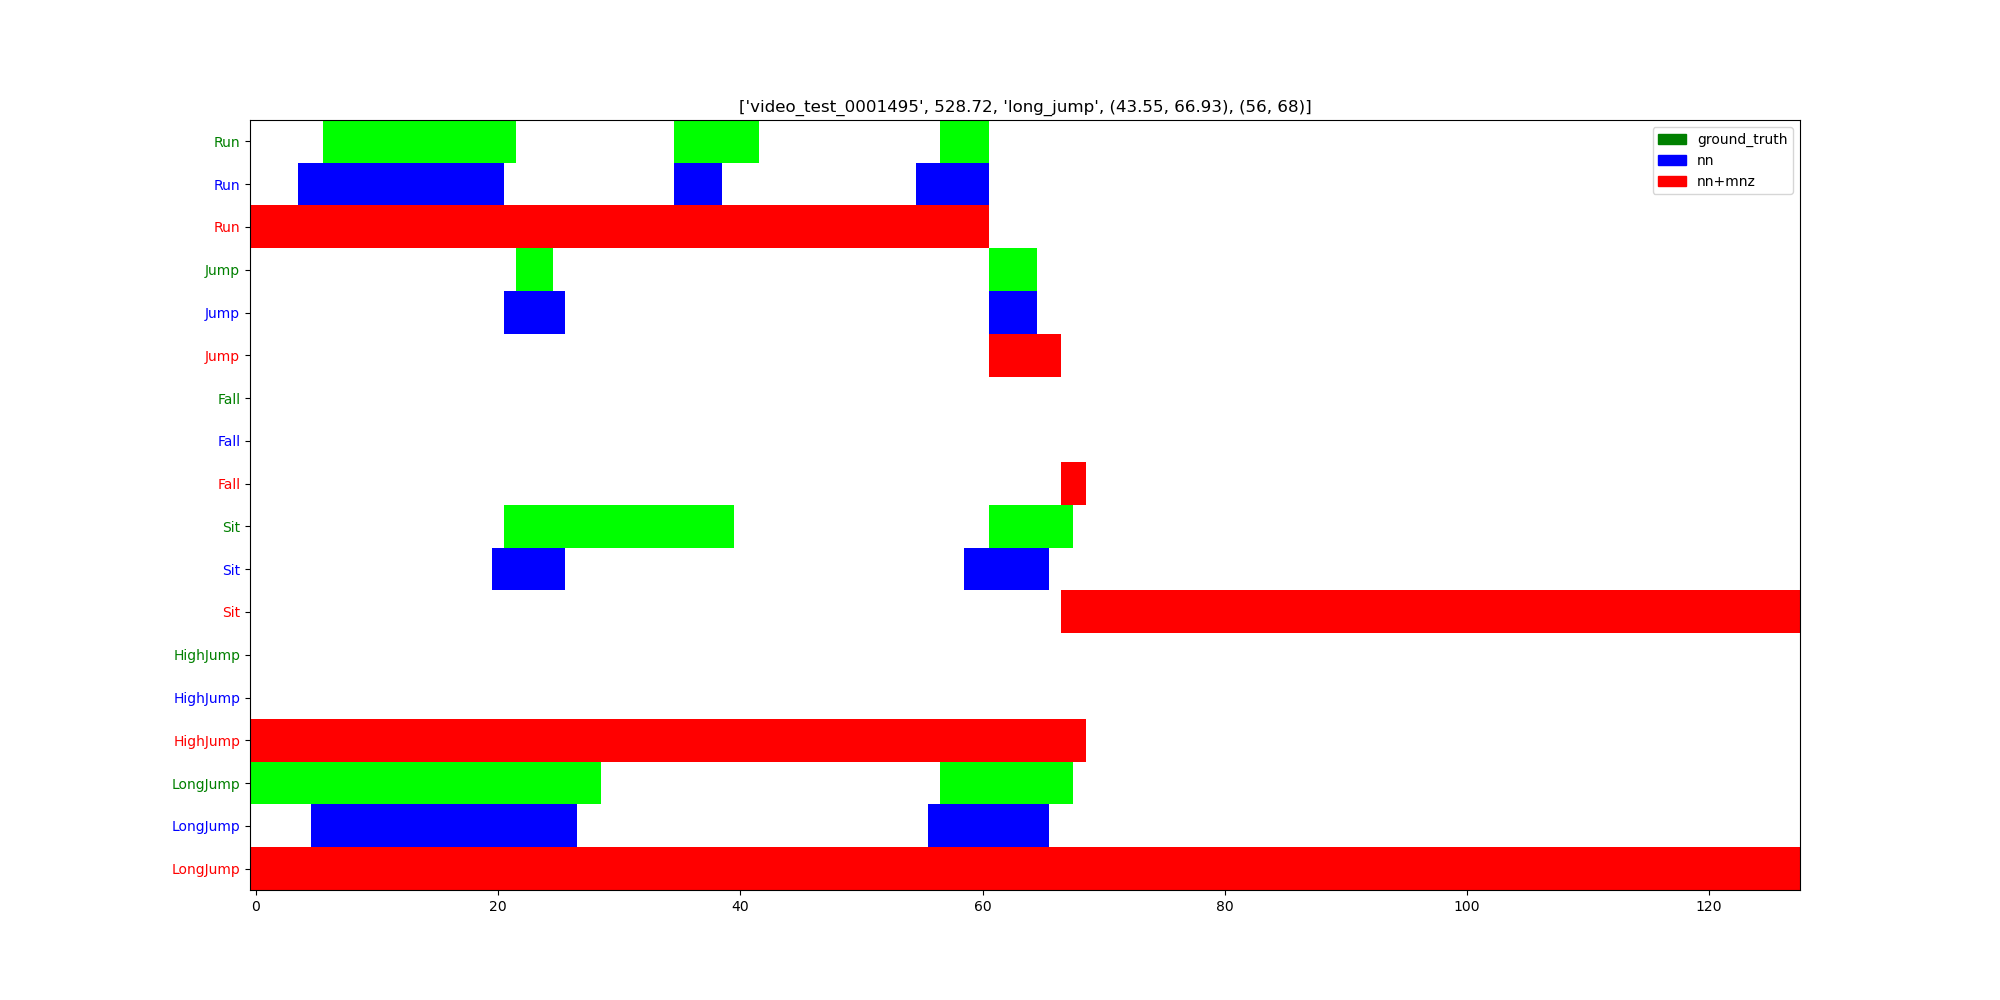 ['video_test_0001495', 528.72, 'long_jump', (43.55, 66.93), (56, 68)]
ground_truth
nn
nn+mnz
Run
Run
Run
Jump
Jump
Jump
Fall
Fall
Fall
Sit
Sit
Sit
HighJump
HighJump
HighJump
LongJump
LongJump
LongJump
0 20 40 60 80 100 120